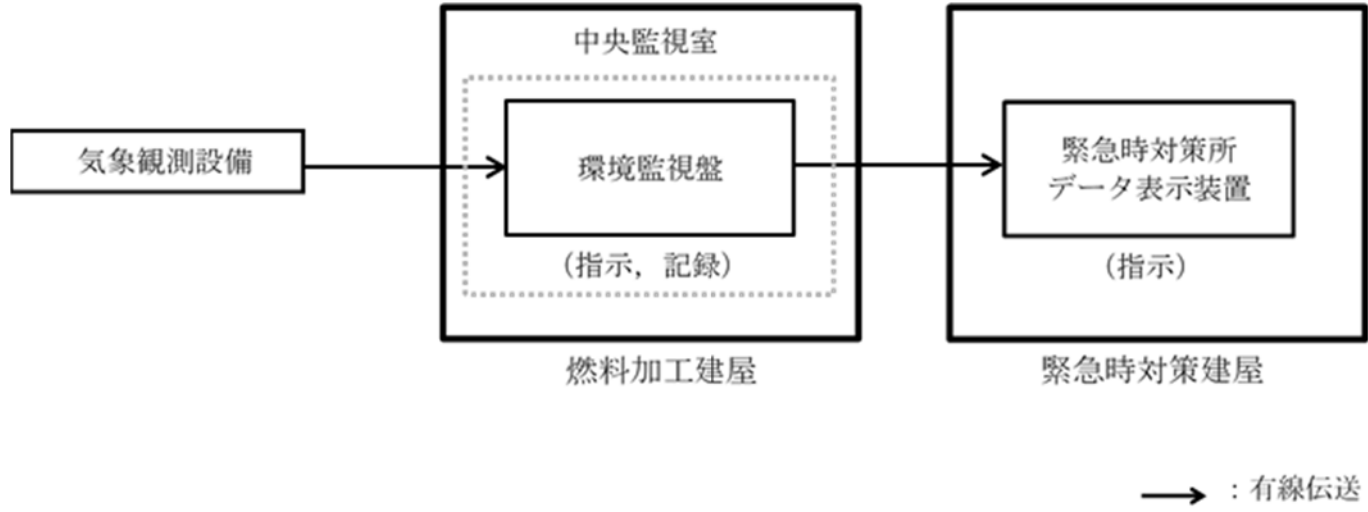 中央監視室
気象観測設備
環境監視盤
(指示, 記録)
燃料加工建屋
緊急時対策所
データ表示装置
(指示)
緊急時対策建屋
:有線伝送